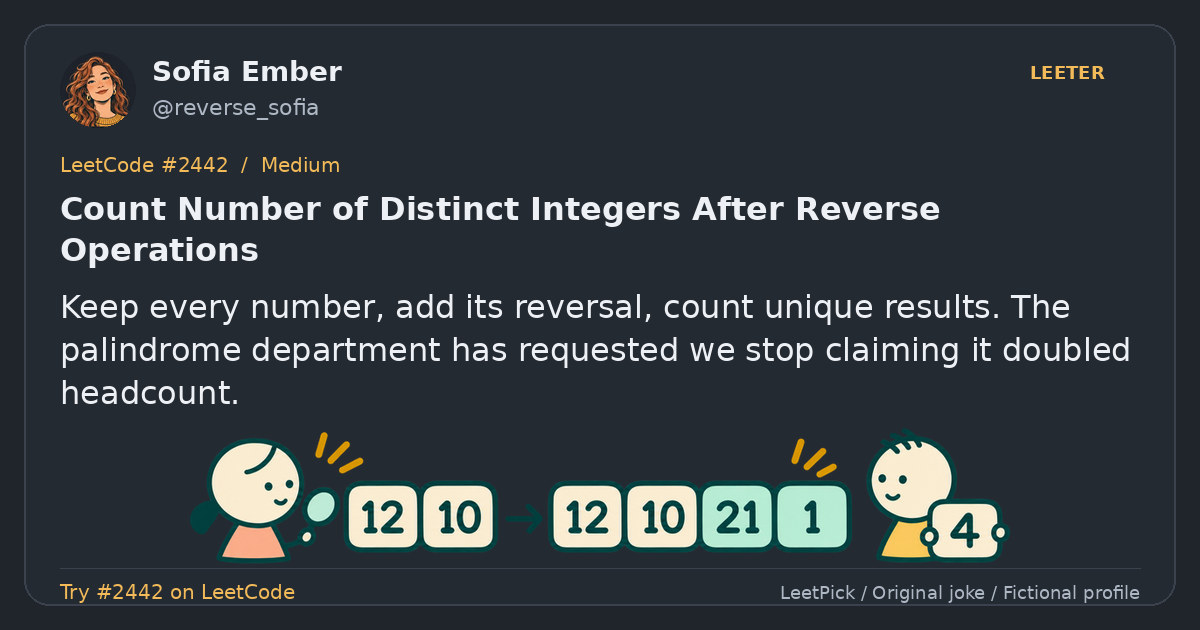 Sofia Ember
@reverse_sofia
LEETER
LeetCode #2442 / Medium
Count Number of Distinct Integers After Reverse
Operations
Keep every number, add its reversal, count unique results. The
palindrome department has requested we stop claiming it doubled
headcount.
12 10 → 12 10 21 1 4
Try #2442 on LeetCode
LeetPick / Original joke / Fictional profile